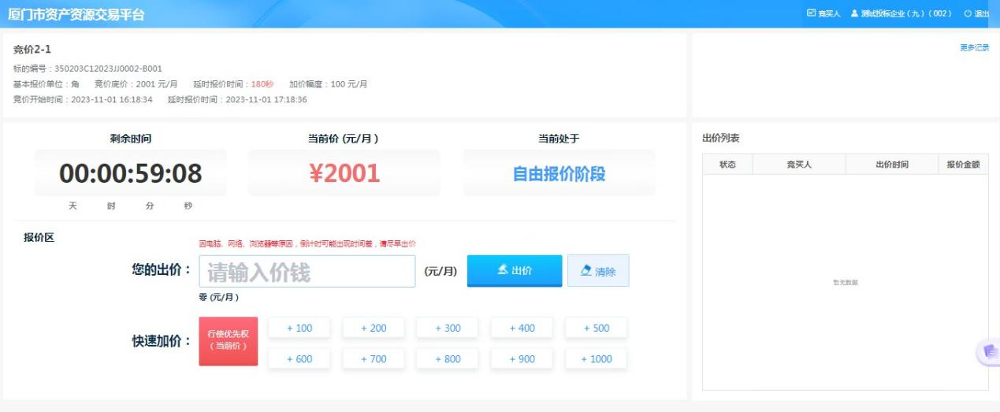 厦门市资产资源交易平台
竞买人 测试投标企业（九）（002） 退出
竞价2-1
更多记录
标的编号：350203C12023JJ0002-B001
基本报价单位：角 竞价底价：2001 元/月 延时报价时间：180秒 加价幅度：100 元/月
竞价开始时间：2023-11-01 16:18:34 延时报价时间：2023-11-01 17:18:36
剩余时间 当前价 (元/月） 当前处于
00:00:59:08 ¥2001 自由报价阶段
天 时 分 秒
报价区
因电脑、网络、浏览器等原因，倒计时可能出现时间差，请尽早出价
您的出价： 请输入价钱 (元/月) 出价 清除
零 (元/月）
快速加价： 行使优先权
（当前价）
+ 100 + 200 + 300 + 400 + 500
+ 600 + 700 + 800 + 900 + 1000
出价列表
状态 竞买人 出价时间 报价金额
暂无数据